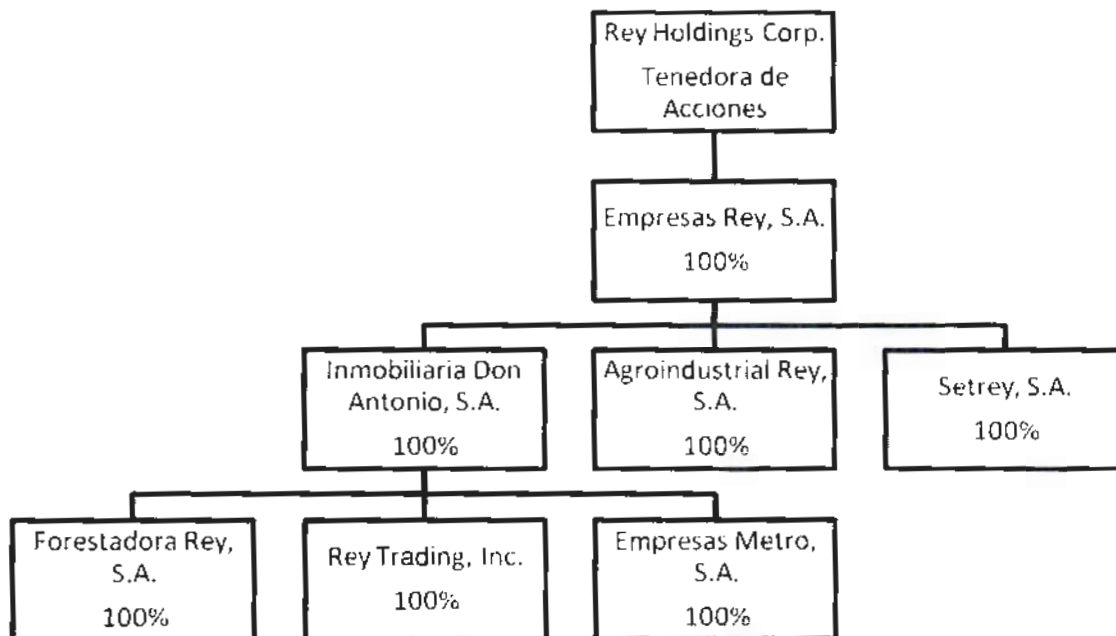 Rey Holdings Corp.
Tenedora de
Acciones
Empresas Rey, S.A.
100%
Inmobiliaria Don
Antonio, S.A.
100%
Agroindustrial Rey,
S.A.
100%
Setrey, S.A.
100%
Forestadora Rey,
S.A.
100%
Rey Trading, Inc.
100%
Empresas Metro,
S.A.
100%